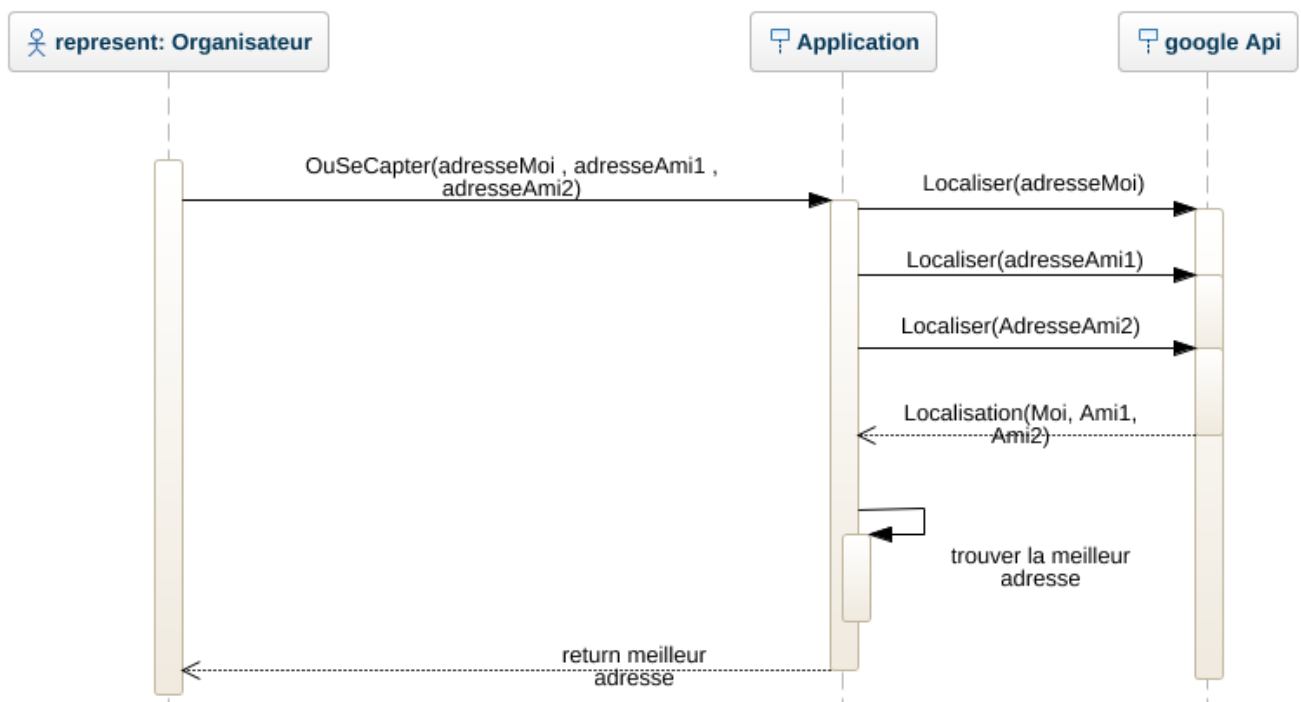 represent: Organisateur
Application
google Api
OuSeCapter(adresseMoi , adresseAmi1 ,
adresseAmi2)
Localiser(adresseMoi)
Localiser(adresseAmi1)
Localiser(AdresseAmi2)
Localisation(Moi, Ami1,
Ami2)
trouver la meilleur
adresse
return meilleur
adresse